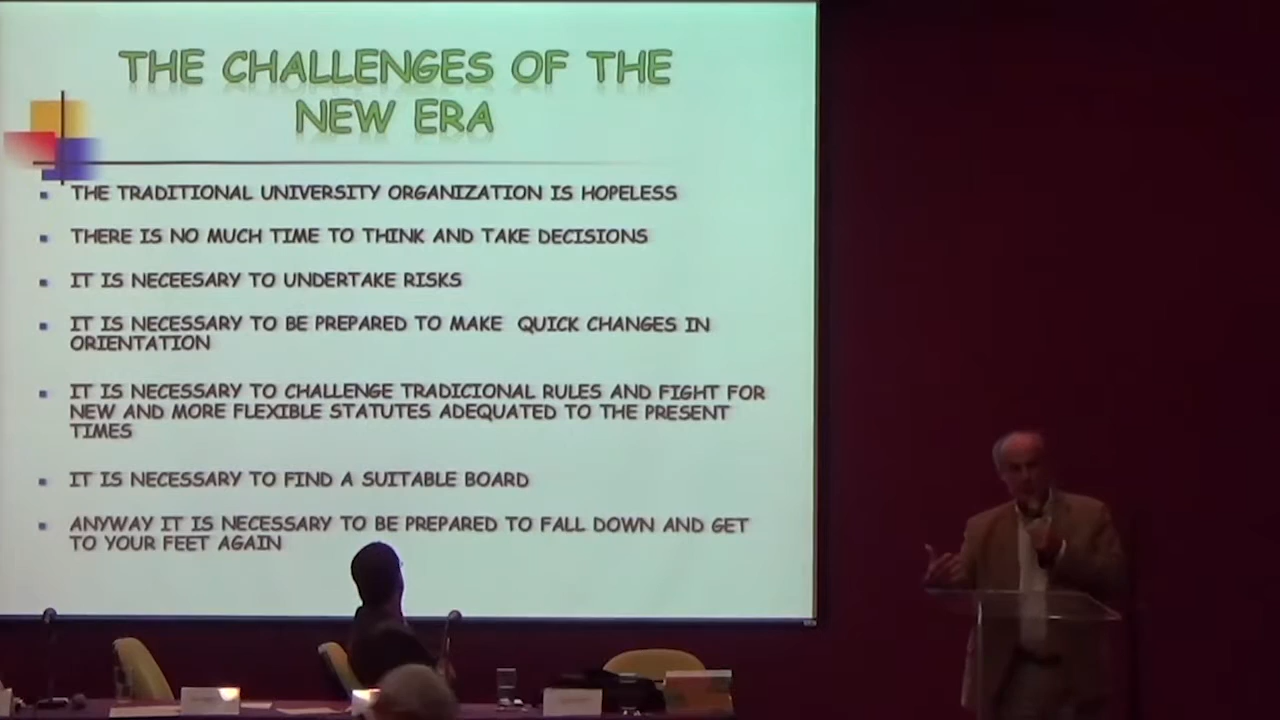 THE CHALLENGES OF THE
NEW ERA
THE TRADITIONAL UNIVERSITY ORGANIZATION IS HOPELESS
THERE IS NO MUCH TIME TO THINK AND TAKE DECISIONS
IT IS NECEESARY TO UNDERTAKE RISKS
IT IS NECESSARY TO BE PREPARED TO MAKE QUICK CHANGES IN
ORIENTATION
IT IS NECESSARY TO CHALLENGE TRADICIONAL RULES AND FIGHT FOR
NEW AND MORE FLEXIBLE STATUTES ADEQUATED TO THE PRESENT
TIMES
IT IS NECESSARY TO FIND A SUITABLE BOARD
ANYWAY IT IS NECESSARY TO BE PREPARED TO FALL DOWN AND GET
TO YOUR FEET AGAIN